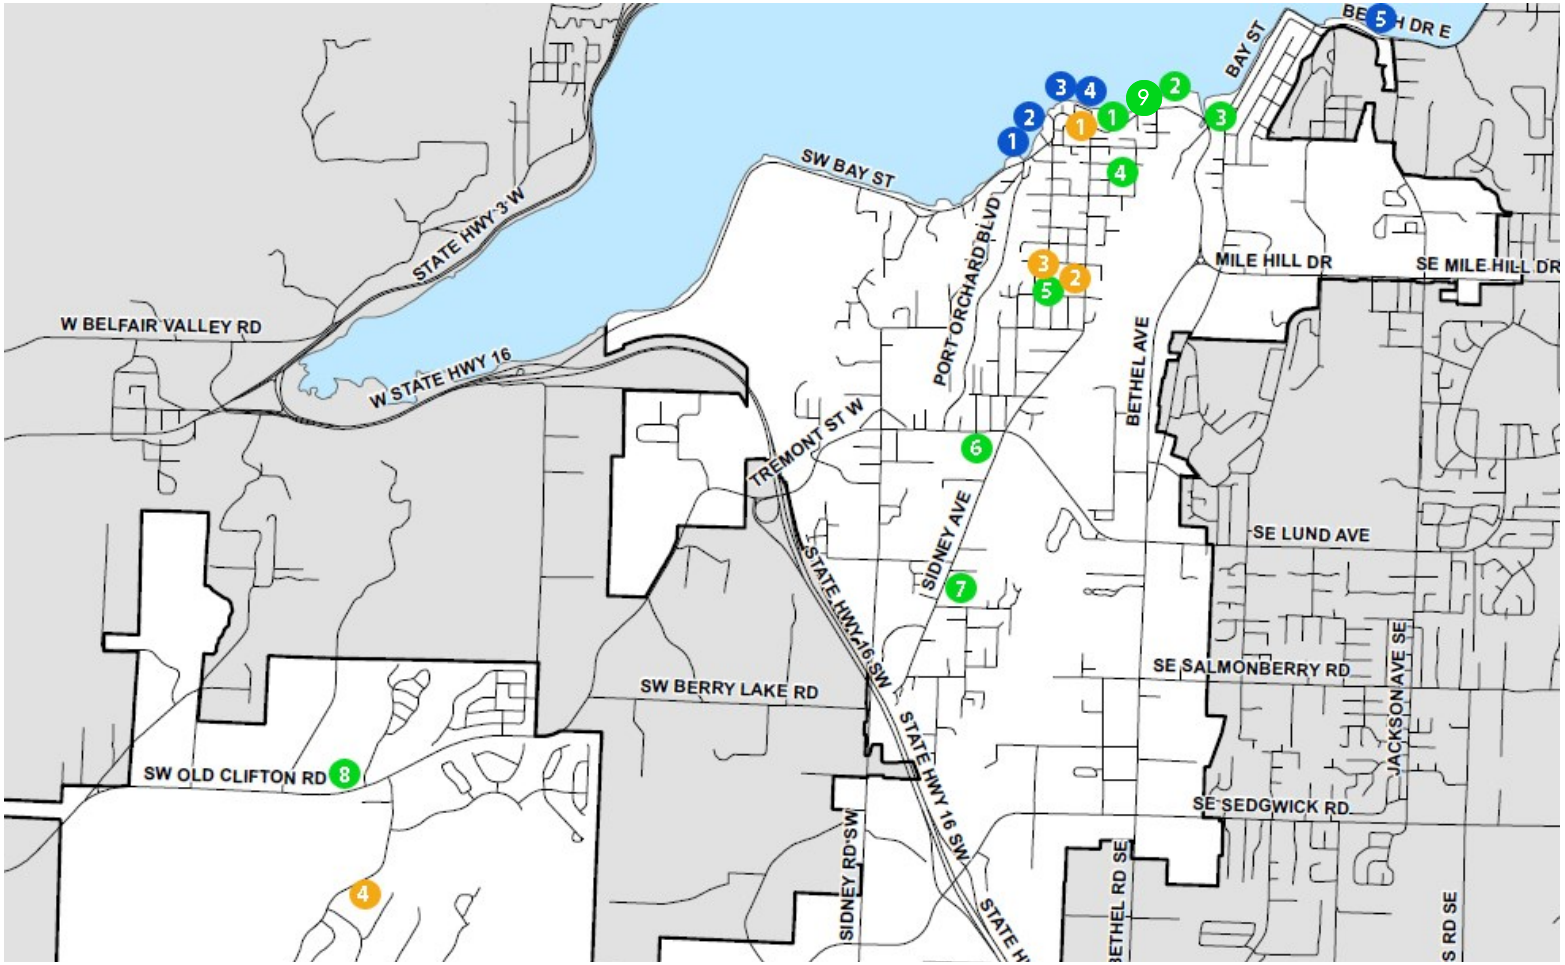 BE H DR E
5
BAY ST
3
4
2
9
2
1
1
3
1
4
SW BAY ST
STATE HWY 3 W
PORT ORCHARD BLVD
3
2
5
MILE HILL DR
SE MILE HILL DR
W BELFAIR VALLEY RD
W STATE HWY 16
BETHEL AVE
TREMONT ST W
6
SIDNEY AVE
SE LUND AVE
7
STATE HWY 16 SW
SE SALMONBERRY RD
JACKSON AVE SE
SW BERRY LAKE RD
STATE HWY 16 SW
SW OLD CLIFTON RD
8
SE SEDGWICK RD
SIDNEY RD SW
BETHEL RD SE
4
STATE H
S RD SE